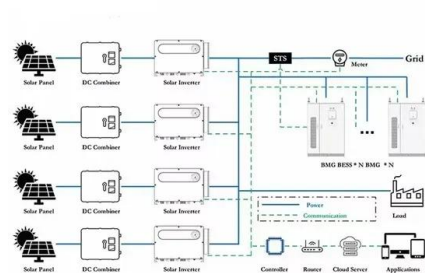 STS
Meter
Grid
Solar Panel
DC Combiner
Solar Inverter
Solar Panel
DC Combiner
Solar Inverter
BMG BESS * N BMG * N
Solar Panel
DC Combiner
Solar Inverter
Power
Communication
Load
Solar Panel
DC Combiner
Solar Inverter
Controller
Router
Cloud Server
Applications